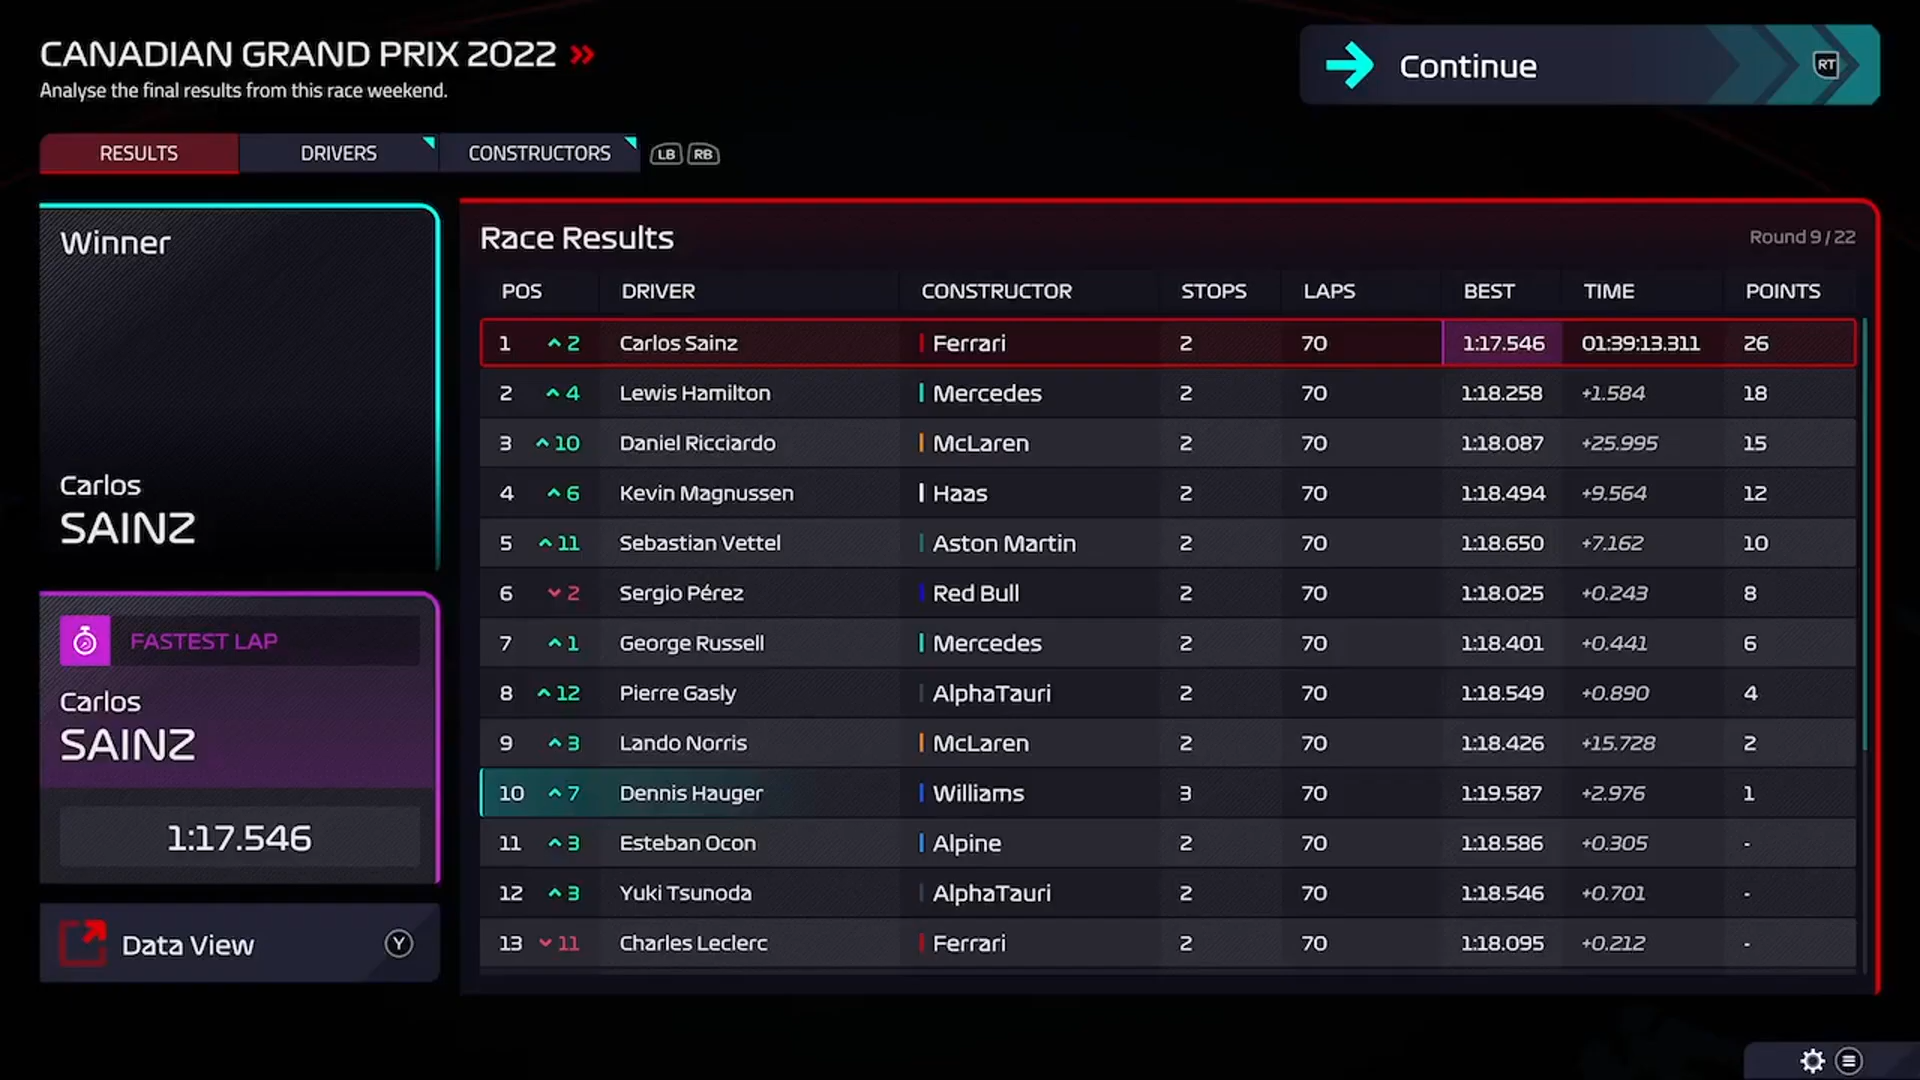 CANADIAN GRAND PRIX 2022
Analyse the final results from this race weekend.
Continue
RT
RESULTS
DRIVERS
CONSTRUCTORS
LB RB
Winner
Carlos
SAINZ
FASTEST LAP
Carlos
SAINZ
1:17.546
Data View
Y
Race Results
Round 9 / 22
POS DRIVER CONSTRUCTOR STOPS LAPS BEST TIME POINTS
1 2 Carlos Sainz Ferrari 2 70 1:17.546 01:39:13.311 26
2 4 Lewis Hamilton Mercedes 2 70 1:18.258 +1.584 18
3 10 Daniel Ricciardo McLaren 2 70 1:18.087 +25.995 15
4 6 Kevin Magnussen Haas 2 70 1:18.494 +9.564 12
5 11 Sebastian Vettel Aston Martin 2 70 1:18.650 +7.162 10
6 2 Sergio Pérez Red Bull 2 70 1:18.025 +0.243 8
7 1 George Russell Mercedes 2 70 1:18.401 +0.441 6
8 12 Pierre Gasly AlphaTauri 2 70 1:18.549 +0.890 4
9 3 Lando Norris McLaren 2 70 1:18.426 +15.728 2
10 7 Dennis Hauger Williams 3 70 1:19.587 +2.976 1
11 3 Esteban Ocon Alpine 2 70 1:18.586 +0.305 -
12 3 Yuki Tsunoda AlphaTauri 2 70 1:18.546 +0.701 -
13 11 Charles Leclerc Ferrari 2 70 1:18.095 +0.212 -